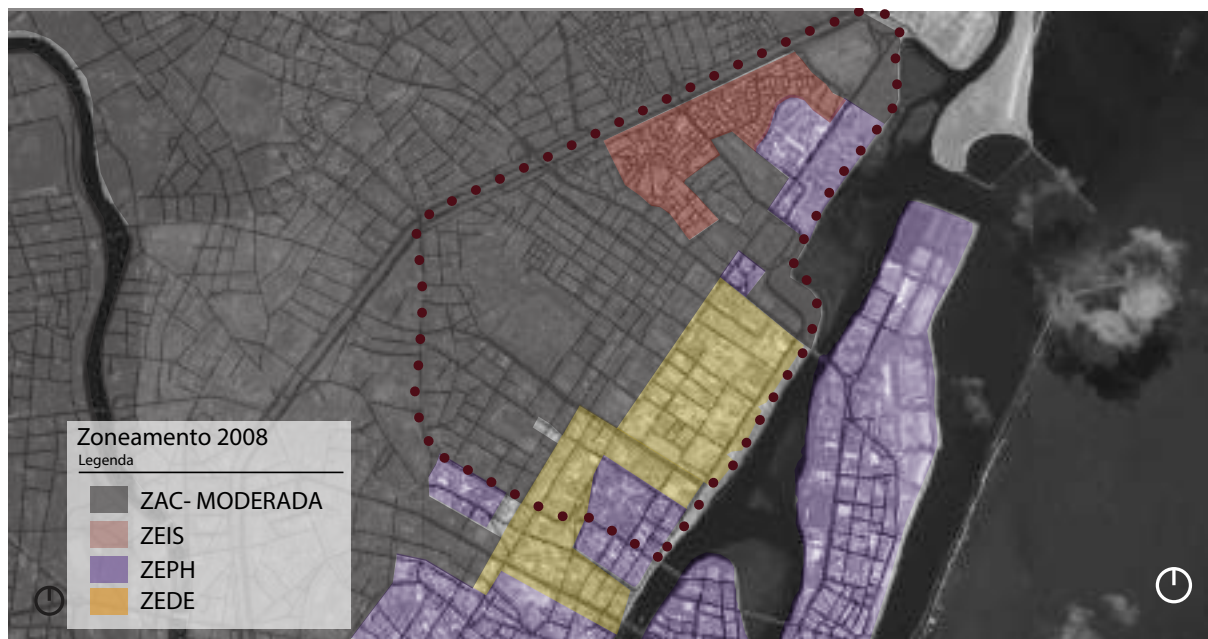 Zoneamento 2008
Legenda
ZAC- MODERADA
ZEIS
ZEPH
ZEDE